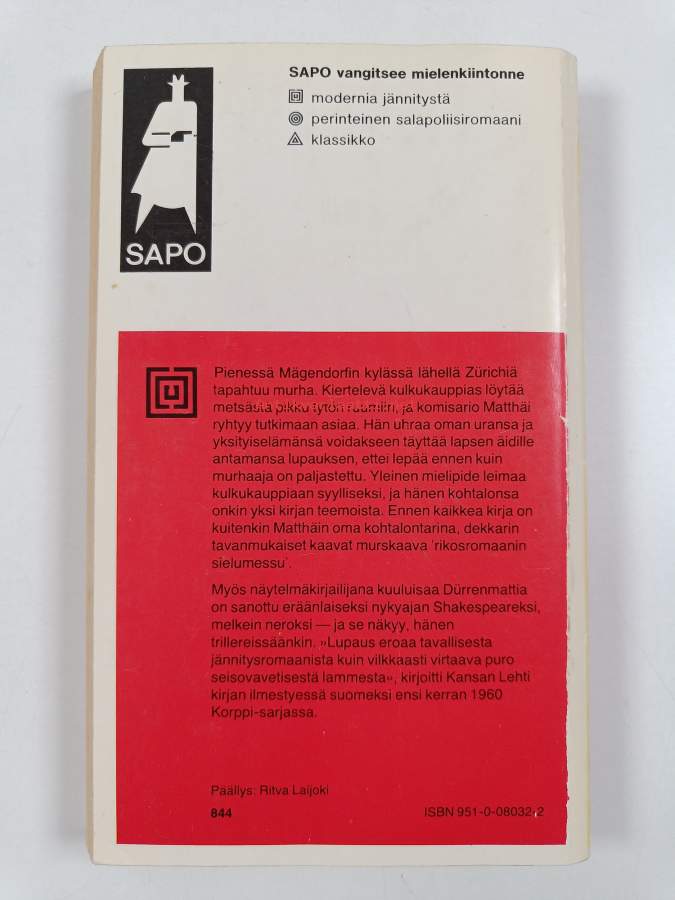 SAPO
SAPO vangitsee mielenkiintonne
modernia jännitystä
perinteinen salapoliisiromaani
klassikko
Pienessä Mägendorfin kylässä lähellä Zürichiä
tapahtuu murha. Kiertelevä kulkukauppias löytää
metsästä pikku tytön ruumiin, ja komisario Matthäi
ryhtyy tutkimaan asiaa. Hän uhraa oman uransa ja
yksityiselämänsä voidakseen täyttää lapsen äidille
antamansa lupauksen, ettei lepää ennen kuin
murhaaja on paljastettu. Yleinen mielipide leimaa
kulkukauppiaan syylliseksi, ja hänen kohtalonsa
onkin yksi kirjan teemoista. Ennen kaikkea kirja on
kuitenkin Matthäin oma kohtalontarina, dekkarin
tavanmukaiset kaavat murskaava 'rikosromaanin
sielumessu'.
Myös näytelmäkirjailijana kuuluisaa Dürrenmattia
on sanottu eräänlaiseksi nykyajan Shakespeareksi,
melkein neroksi — ja se näkyy, hänen
trillereissäänkin. »Lupaus eroaa tavallisesta
jännitysromaanista kuin vilkkaasti virtaava puro
seisovavetisestä lammesta», kirjoitti Kansan Lehti
kirjan ilmestyessä suomeksi ensi kerran 1960
Korppi-sarjassa.
Päällys: Ritva Laijoki
844
ISBN 951-0-08032-2